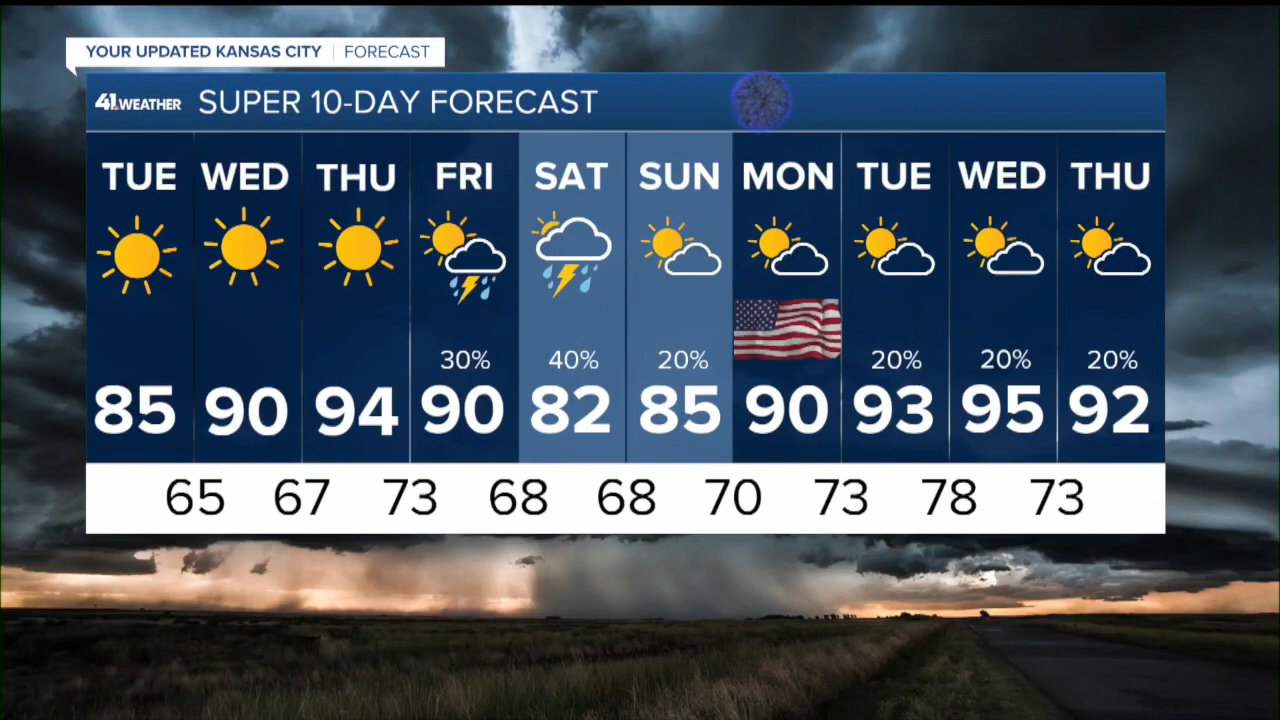 YOUR UPDATED KANSAS CITY | FORECAST
41 WEATHER SUPER 10-DAY FORECAST
TUE WED THU FRI SAT SUN MON TUE WED THU
30% 40% 20% 20% 20% 20%
85 90 94 90 82 85 90 93 95 92
65 67 73 68 68 70 73 78 73